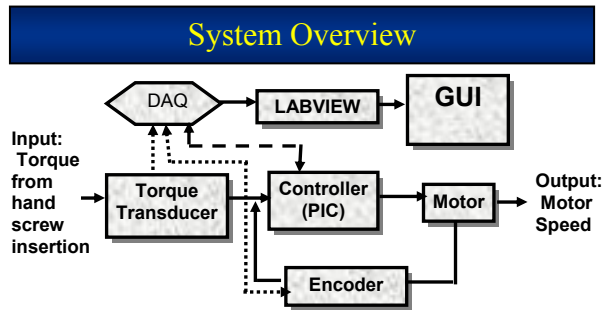 System Overview
DAQ
LABVIEW
GUI
Input:
Torque
from
hand
screw
insertion
Torque
Transducer
Controller
(PIC)
Motor
Output:
Motor
Speed
Encoder